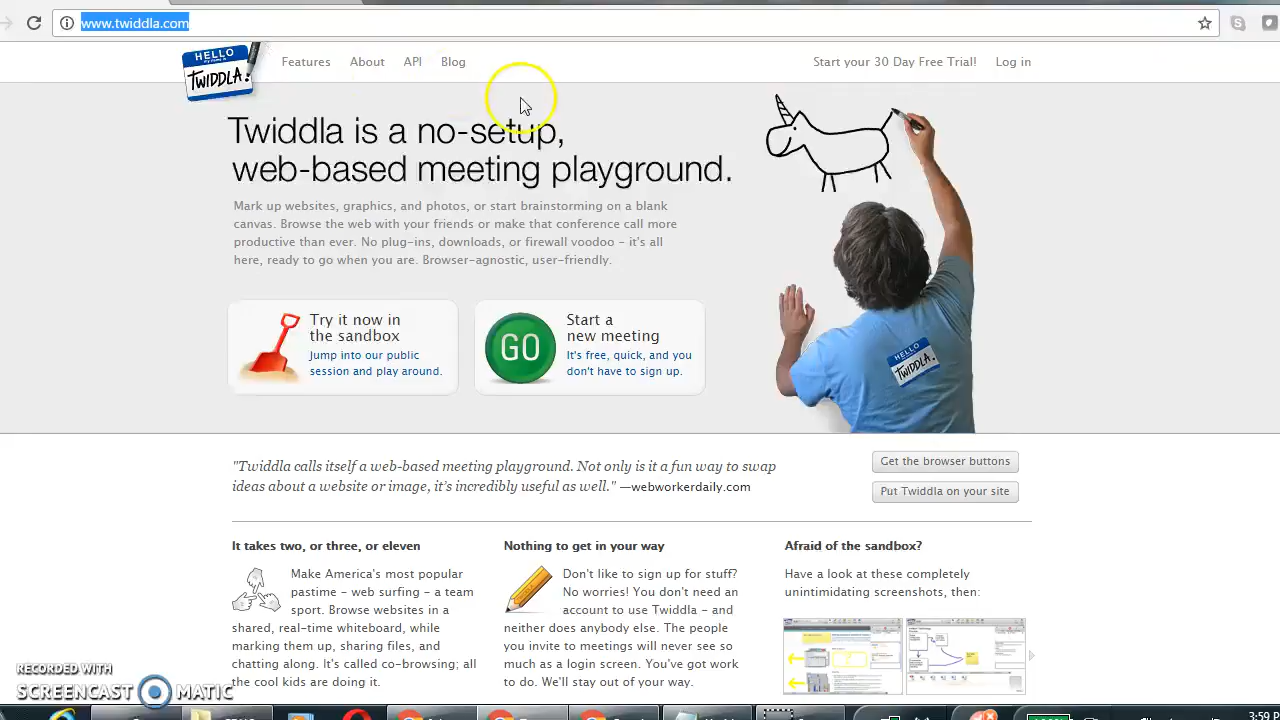 www.twiddla.com
HELLO
TWIDDLA!
Features About API Blog
Start your 30 Day Free Trial! Log in
Twiddla is a no-setup,
web-based meeting playground.
Mark up websites, graphics, and photos, or start brainstorming on a blank
canvas. Browse the web with your friends or make that conference call more
productive than ever. No plug-ins, downloads, or firewall voodoo - it's all
here, ready to go when you are. Browser-agnostic, user-friendly.
Try it now in
the sandbox
Jump into our public
session and play around.
GO
Start a
new meeting
It's free, quick, and you
don't have to sign up.
HELLO
TWIDDLA!
"Twiddla calls itself a web-based meeting playground. Not only is it a fun way to swap
ideas about a website or image, it's incredibly useful as well." —webworkerdaily.com
Get the browser buttons
Put Twiddla on your site
It takes two, or three, or eleven
Make America's most popular
pastime - web surfing - a team
sport. Browse websites in a
shared, real-time whiteboard, while
marking them up, sharing files, and
chatting about it. It's called co-browsing, all
the cool kids are doing it.
Nothing to get in your way
Don't like to sign up for stuff?
No worries! You don't need an
account to use Twiddla - and
neither does anybody else. The people
you invite to meetings will never see so
much as a login screen. You've got work
to do. We'll stay out of your way.
Afraid of the sandbox?
Have a look at these completely
unintimidating screenshots, then:
RECORDED WITH
SCREENCAST MATIC
3:59